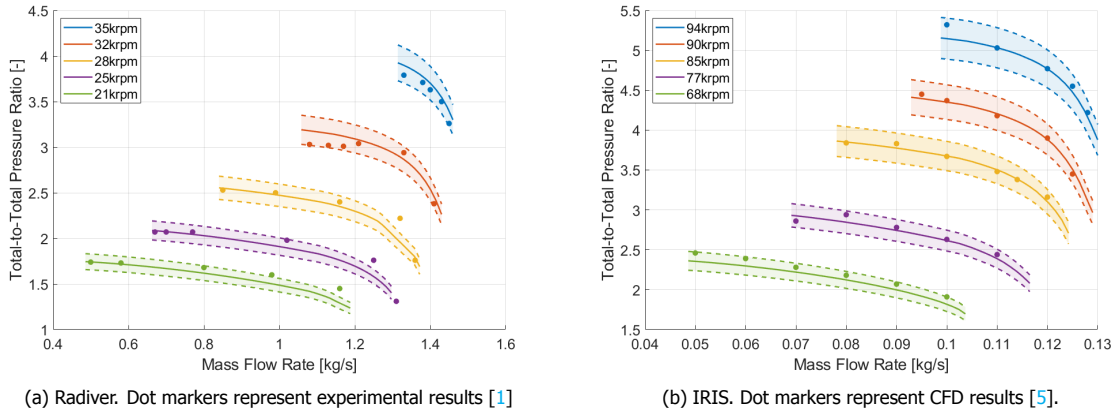 35krpm
32krpm
28krpm
25krpm
21krpm
Total-to-Total Pressure Ratio [-]
4.5
4
3.5
3
2.5
2
1.5
1
0.4 0.6 0.8 1 1.2 1.4 1.6
Mass Flow Rate [kg/s]
(a) Radiver. Dot markers represent experimental results [1]
94krpm
90krpm
85krpm
77krpm
68krpm
Total-to-Total Pressure Ratio [-]
5.5
5
4.5
4
3.5
3
2.5
2
1.5
0.04 0.05 0.06 0.07 0.08 0.09 0.1 0.11 0.12 0.13
Mass Flow Rate [kg/s]
(b) IRIS. Dot markers represent CFD results [5].